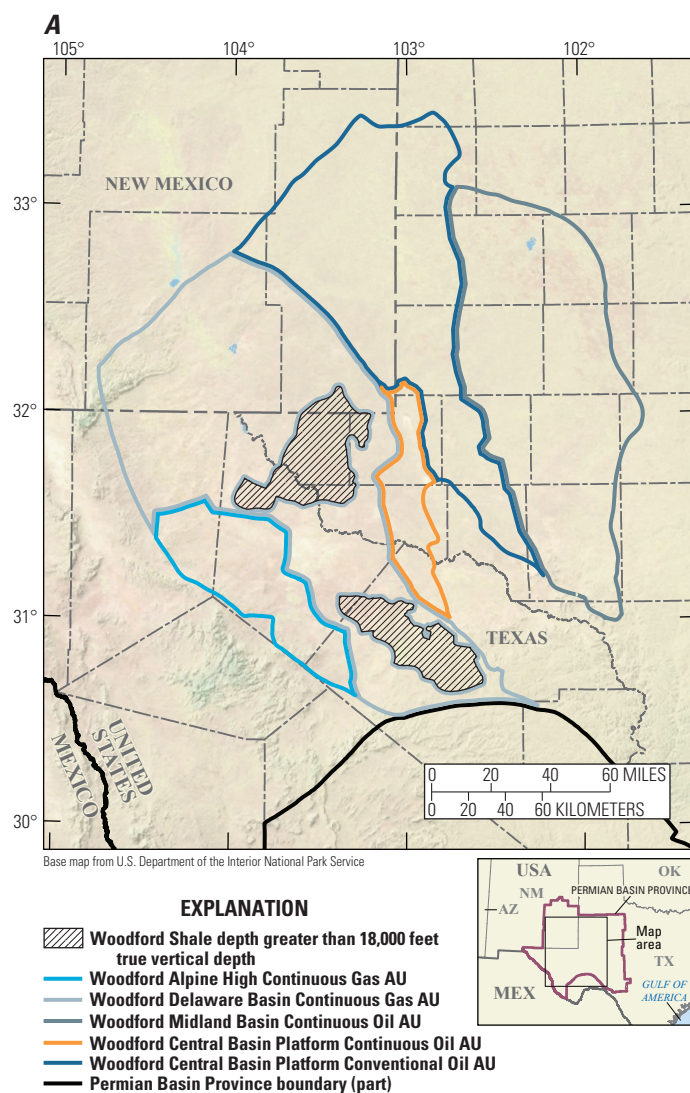 A
105° 104° 103° 102°
NEW MEXICO
33°
32°
31°
TEXAS
UNITED STATES
MEXICO
0 20 40 60 MILES
0 20 40 60 KILOMETERS
30°
Base map from U.S. Department of the Interior National Park Service
EXPLANATION
Woodford Shale depth greater than 18,000 feet
true vertical depth
Woodford Alpine High Continuous Gas AU
Woodford Delaware Basin Continuous Gas AU
Woodford Midland Basin Continuous Oil AU
Woodford Central Basin Platform Continuous Oil AU
Woodford Central Basin Platform Conventional Oil AU
Permian Basin Province boundary (part)
USA
OK
NM
PERMIAN BASIN PROVINCE
AZ
Map
area
TX
MEX
GULF OF
AMERICA